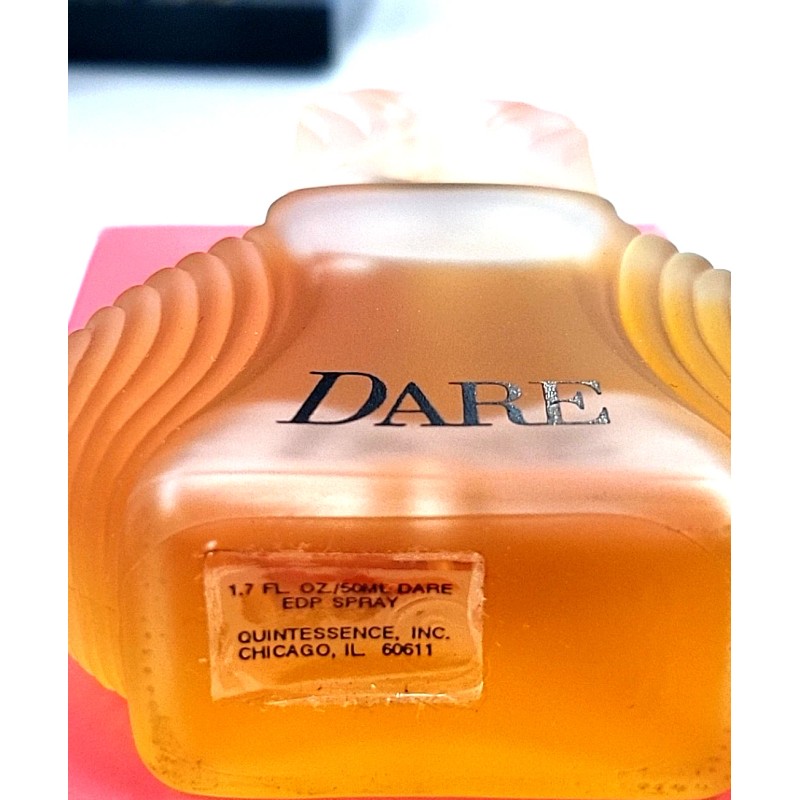 DARE
1.7 FL. OZ./50ML DARE
EDP SPRAY
QUINTESSENCE, INC.
CHICAGO, IL 60611